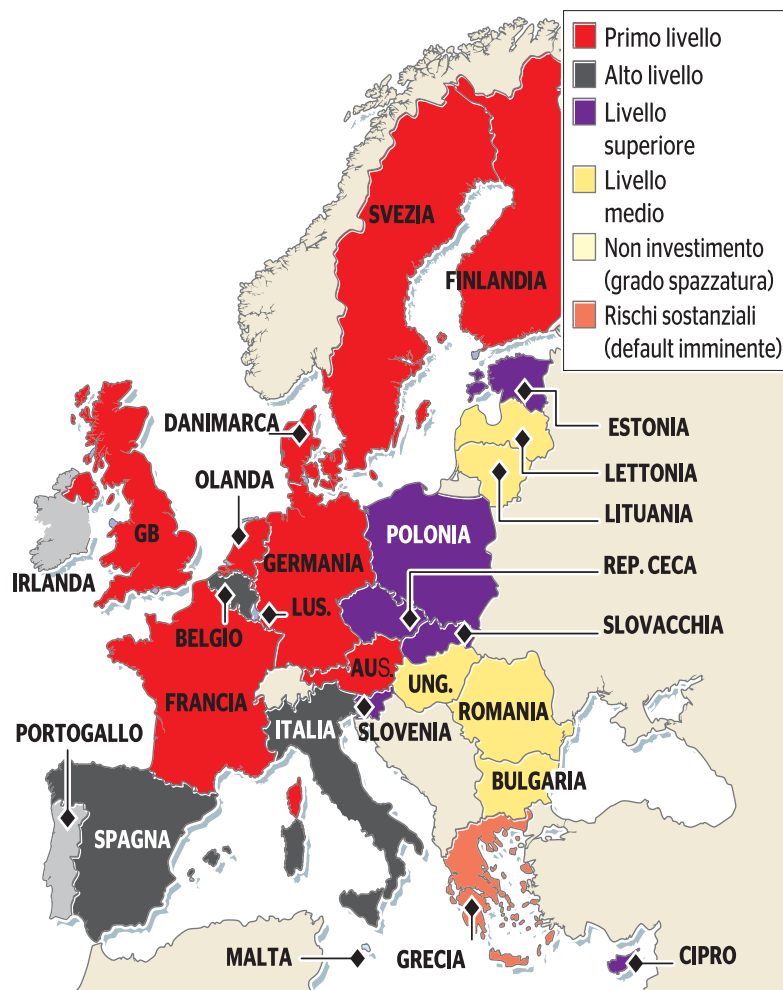 Primo livello
Alto livello
Livello
superiore
Livello
medio
Non investimento
(grado spazzatura)
Rischi sostanziali
(default imminente)
SVEZIA
FINLANDIA
DANIMARCA
ESTONIA
OLANDA
LETTONIA
LITUANIA
GB
POLONIA
GERMANIA
REP. CECA
IRLANDA
LUS.
SLOVACCHIA
BELGIO
AUS.
UNG.
FRANCIA
ROMANIA
ITALIA
PORTOGALLO
SLOVENIA
BULGARIA
SPAGNA
MALTA
GRECIA
CIPRO